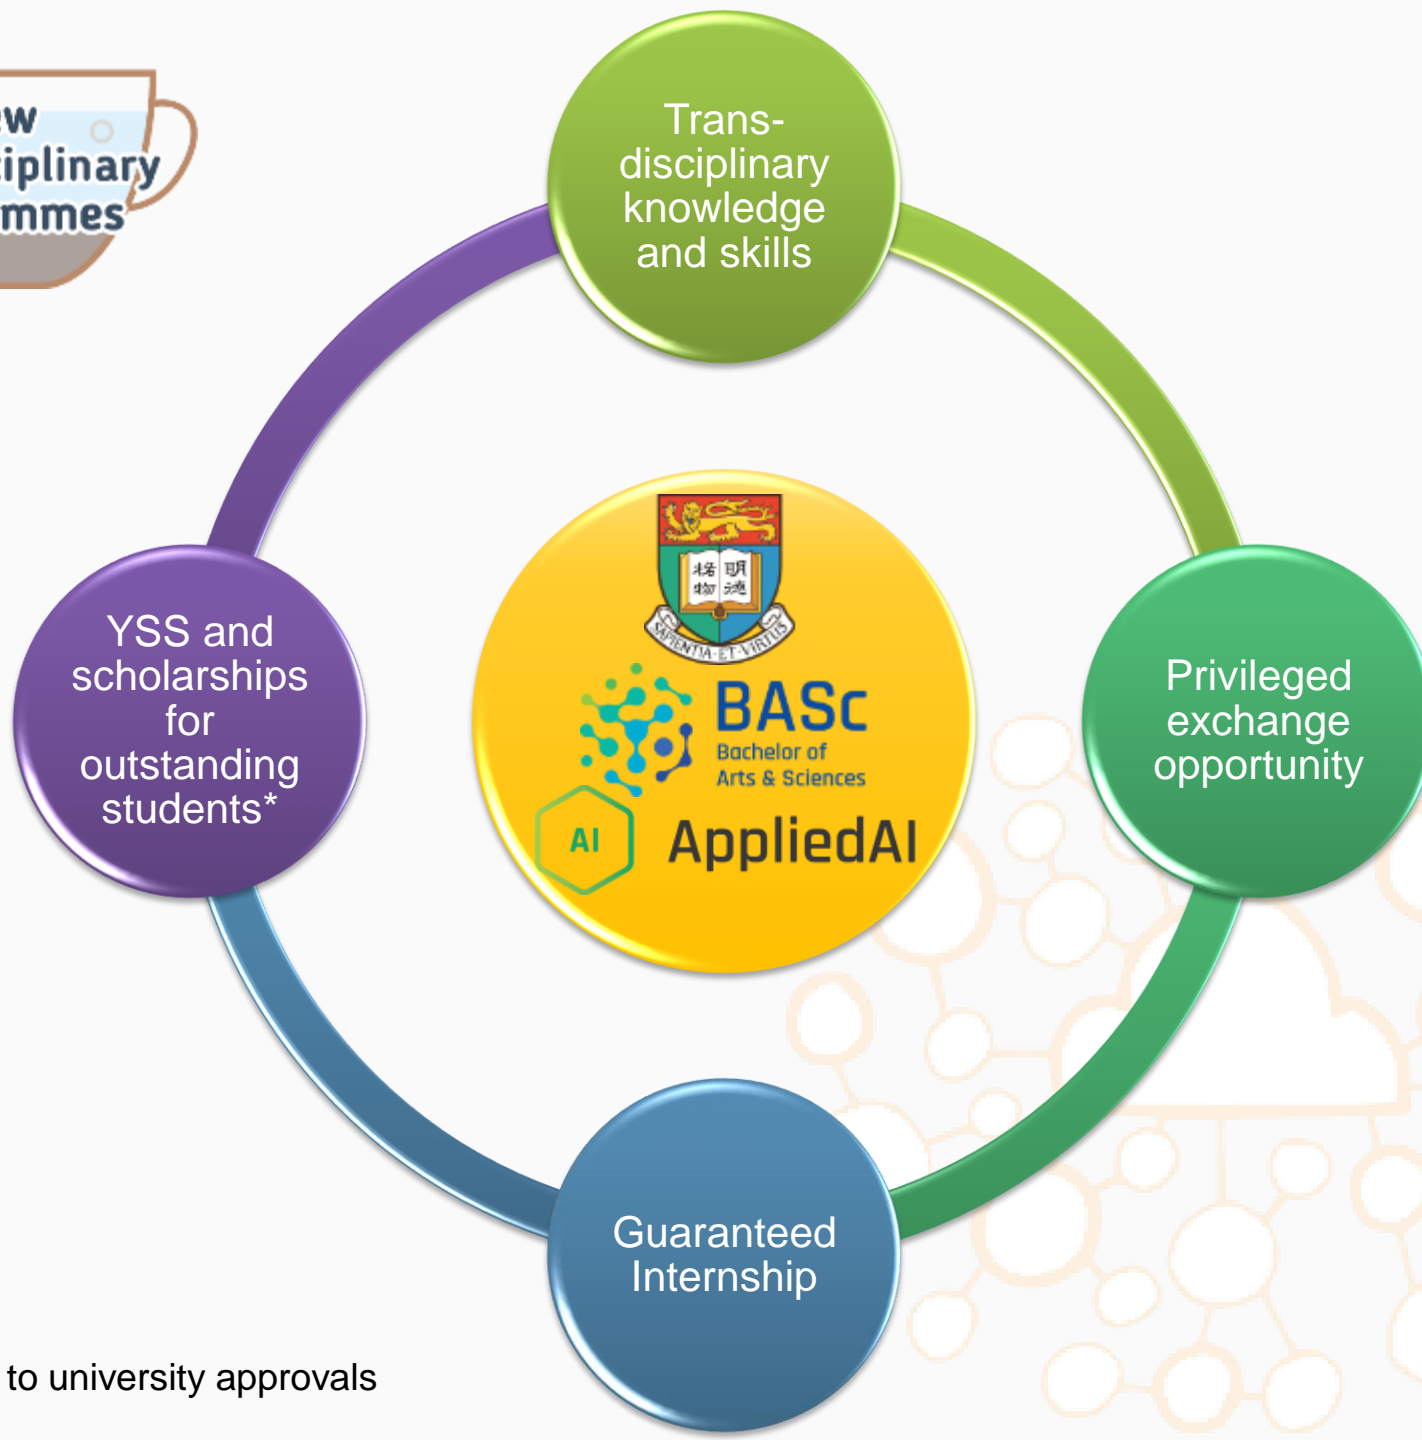 ew
iplinary
mmes
Trans-
disciplinary
knowledge
and skills
YSS and
scholarships
for
outstanding
students*
明德
格物
SAPIENTIA·ET·VIRTUS
BASc
Bachelor of
Arts & Sciences
AI
AppliedAI
Privileged
exchange
opportunity
Guaranteed
Internship
to university approvals